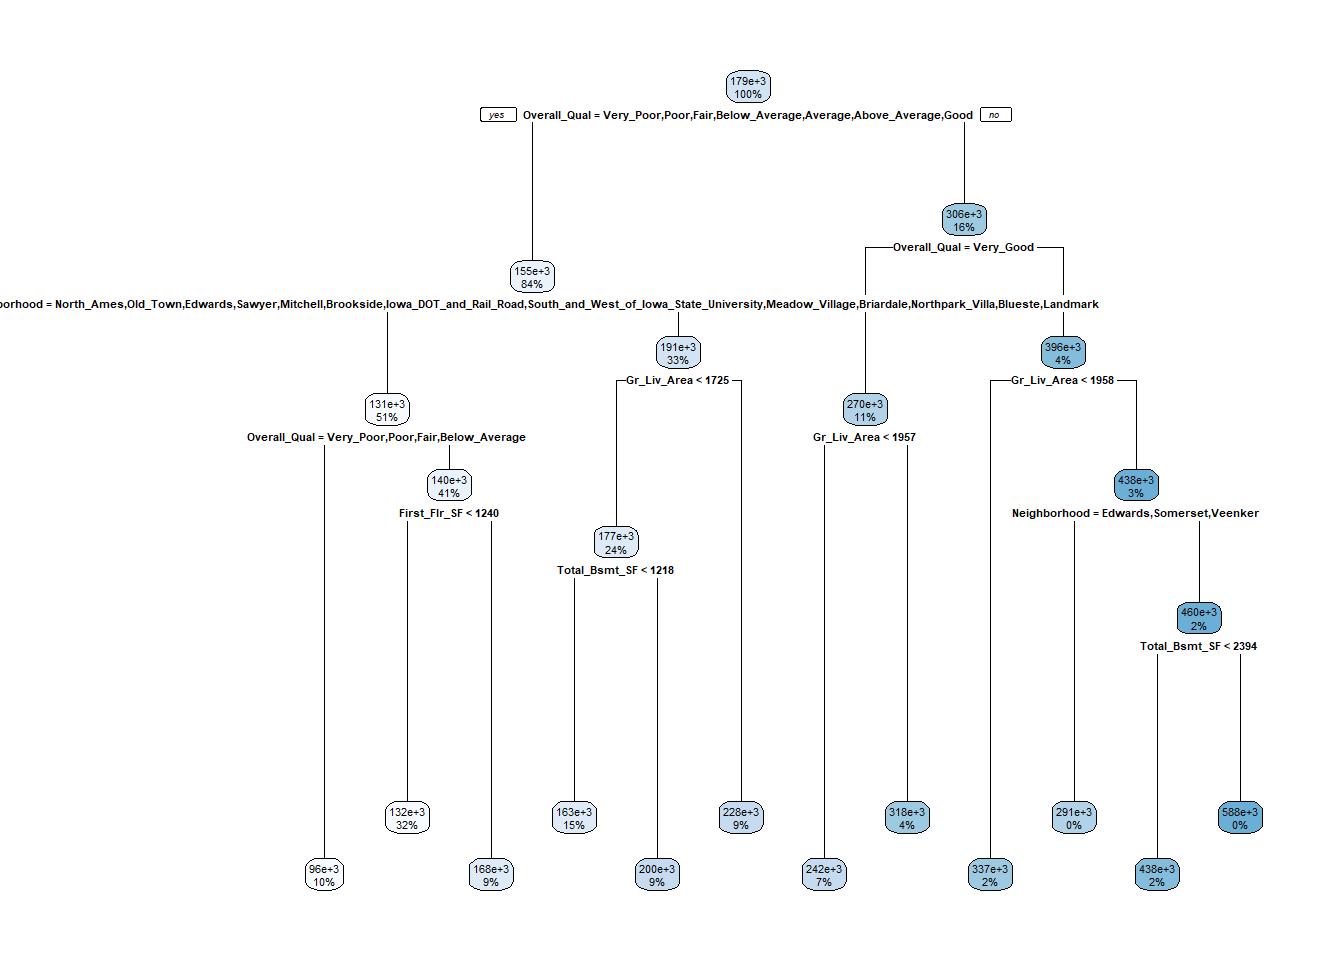 179e+3
100%
yes
Overall_Qual = Very_Poor,Poor,Fair,Below_Average,Average,Above_Average,Good
no
306e+3
16%
Overall_Qual = Very_Good
155e+3
84%
borhood = North_Ames,Old_Town,Edwards,Sawyer,Mitchell,Brookside,Iowa_DOT_and_Rail_Road,South_and_West_of_Iowa_State_University,Meadow_Village,Briardale,Northpark_Villa,Blueste,Landmark
191e+3
33%
Gr_Liv_Area < 1725
396e+3
4%
Gr_Liv_Area < 1958
131e+3
51%
Overall_Qual = Very_Poor,Poor,Fair,Below_Average
270e+3
11%
Gr_Liv_Area < 1957
140e+3
41%
First_Flr_SF < 1240
438e+3
3%
Neighborhood = Edwards,Somerset,Veenker
177e+3
24%
Total_Bsmt_SF < 1218
460e+3
2%
Total_Bsmt_SF < 2394
132e+3
32%
163e+3
15%
228e+3
9%
318e+3
4%
291e+3
0%
588e+3
0%
96e+3
10%
168e+3
9%
200e+3
9%
242e+3
7%
337e+3
2%
438e+3
2%